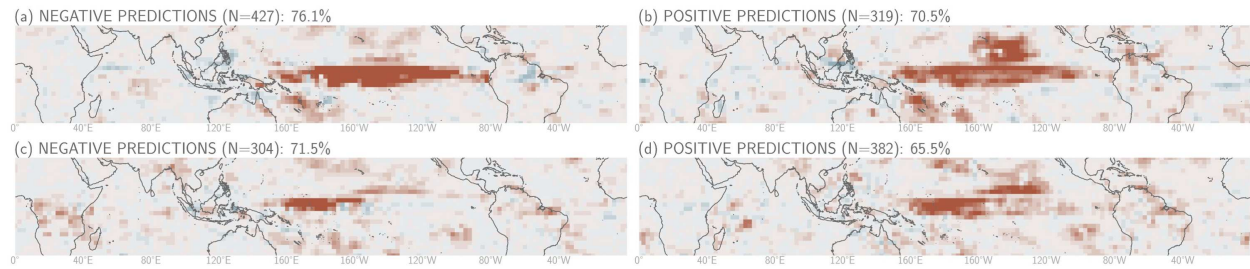 (a) NEGATIVE PREDICTIONS (N=427): 76.1%
(b) POSITIVE PREDICTIONS (N=319): 70.5%
0° 40°E 80°E 120°E 160°E 160°W 120°W 80°W 40°W
0° 40°E 80°E 120°E 160°E 160°W 120°W 80°W 40°W
(c) NEGATIVE PREDICTIONS (N=304): 71.5%
(d) POSITIVE PREDICTIONS (N=382): 65.5%
0° 40°E 80°E 120°E 160°E 160°W 120°W 80°W 40°W
0° 40°E 80°E 120°E 160°E 160°W 120°W 80°W 40°W